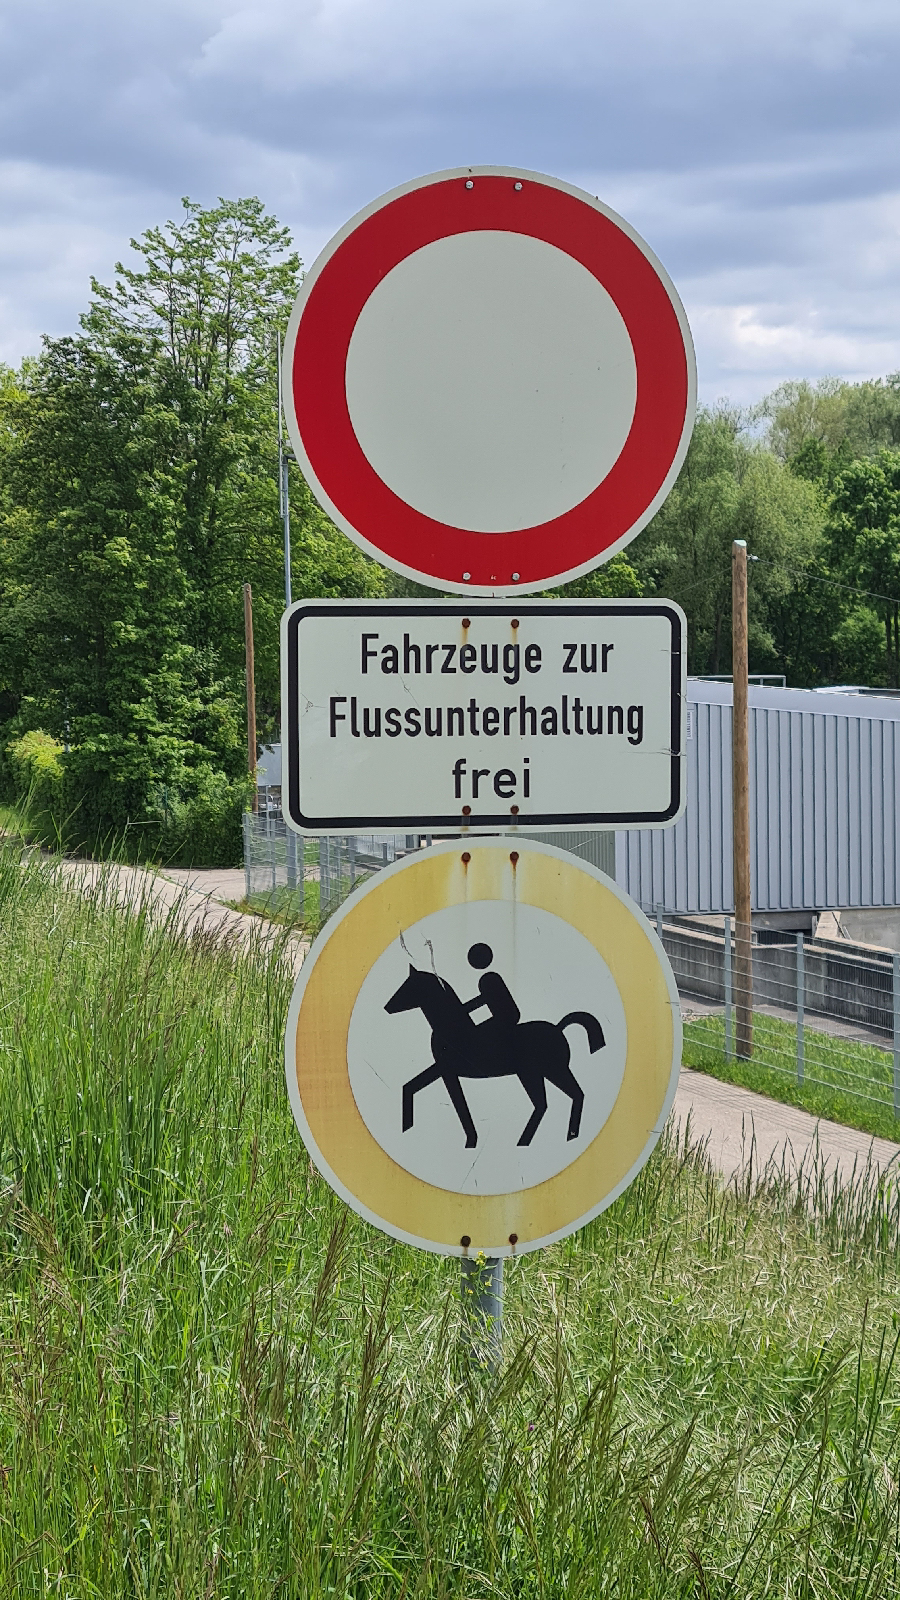 Fahrzeuge zur
Flussunterhaltung
frei